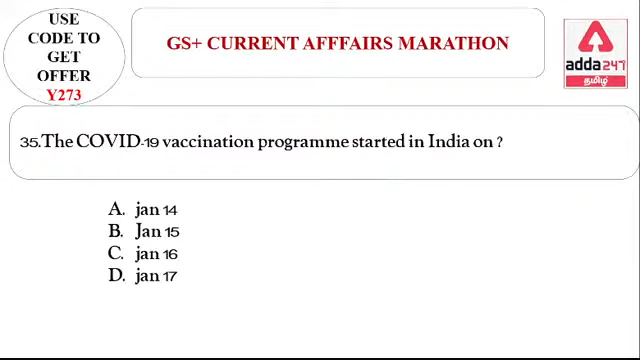 USE
CODE TO
GET
OFFER
Y273
GS+ CURRENT AFFFAIRS MARATHON
adda247
தமிழ்
35.The COVID-19 vaccination programme started in India on ?
A. jan 14
B. Jan 15
C. jan 16
D. jan 17